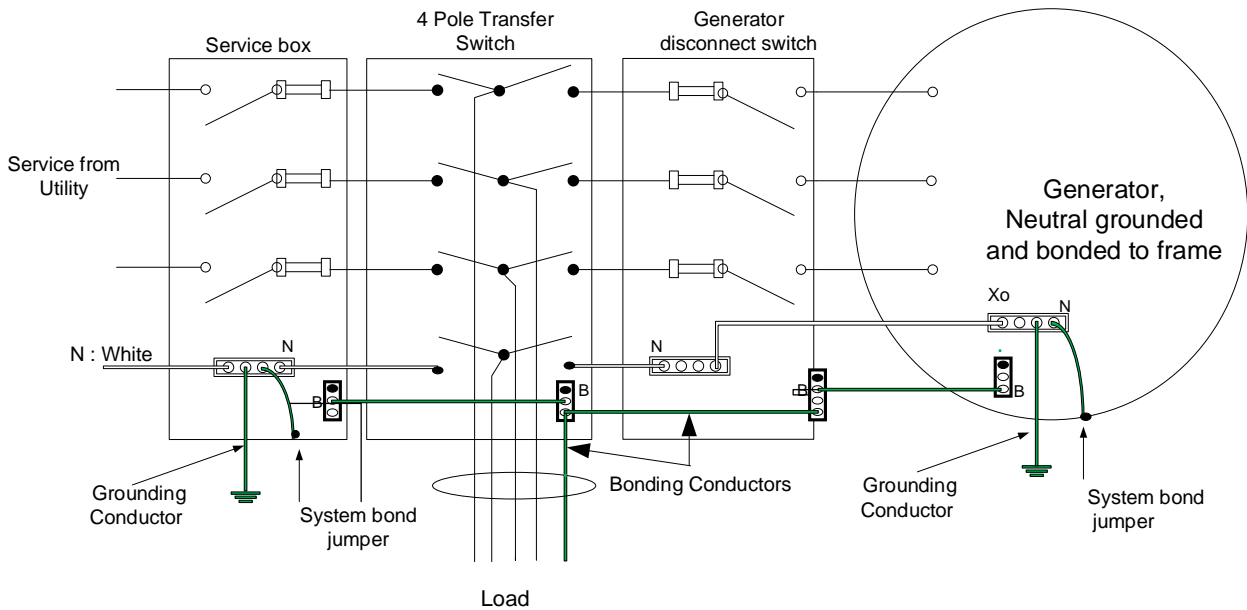 4 Pole Transfer
Switch
Generator
disconnect switch
Service box
Service from
Utility
Generator,
Neutral grounded
and bonded to frame
Xo
N
N : White
N
N
B
B
B
B
Grounding
Conductor
System bond
jumper
Bonding Conductors
Grounding
Conductor
System bond
jumper
Load